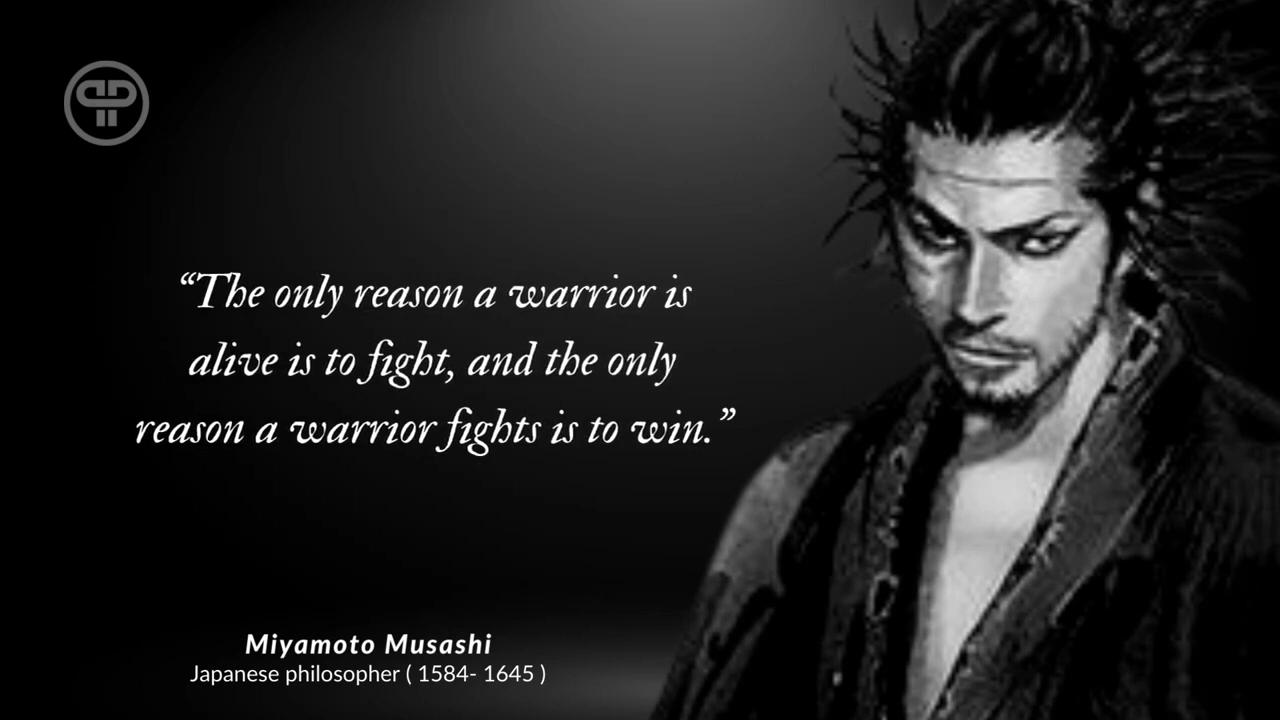 “The only reason a warrior is
alive is to fight, and the only
reason a warrior fights is to win.”
Miyamoto Musashi
Japanese philosopher ( 1584- 1645 )